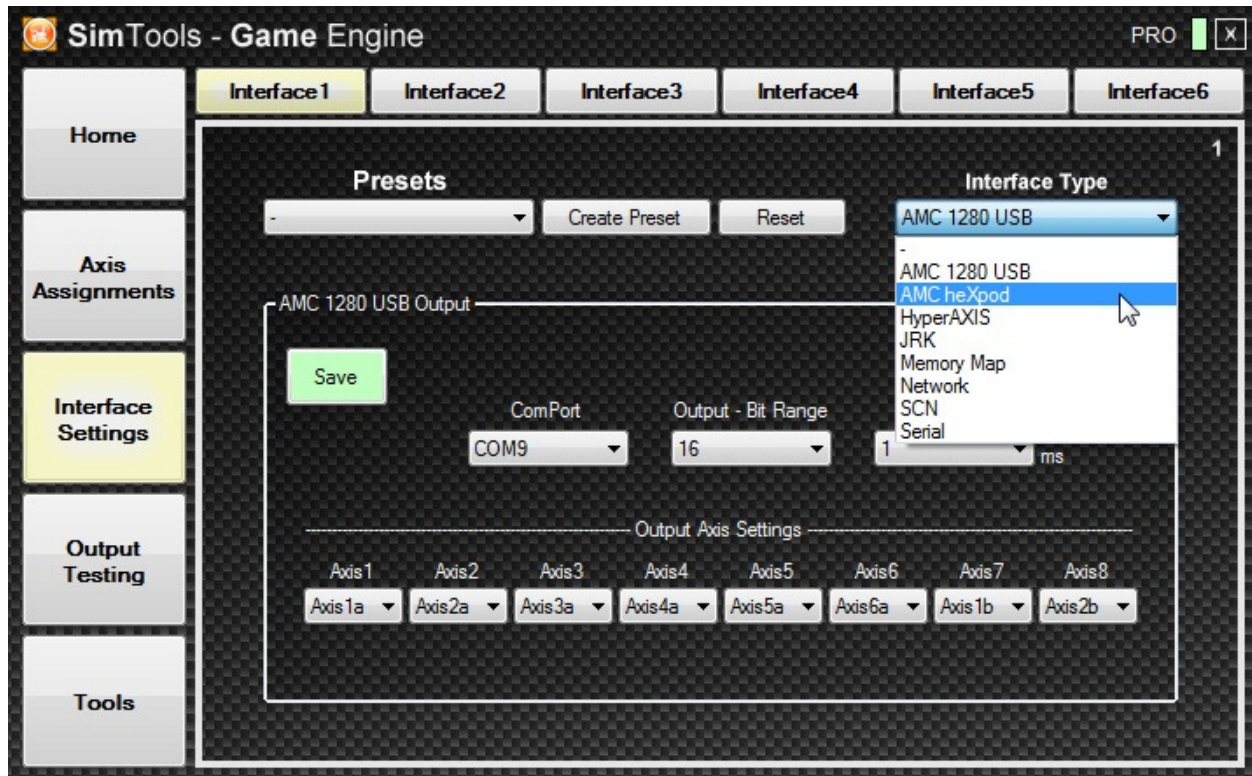 SimTools - Game Engine
PRO
X
Interface1
Interface2
Interface3
Interface4
Interface5
Interface6
Home
Axis
Assignments
Interface
Settings
Output
Testing
Tools
1
Presets
-
Create Preset
Reset
Interface Type
AMC 1280 USB
-
AMC 1280 USB
AMC heXpod
HyperAXIS
JRK
Memory Map
Network
SCN
Serial
AMC 1280 USB Output
Save
ComPort
Output - Bit Range
COM9
16
1
ms
Output Axis Settings
Axis1
Axis2
Axis3
Axis4
Axis5
Axis6
Axis7
Axis8
Axis1a
Axis2a
Axis3a
Axis4a
Axis5a
Axis6a
Axis1b
Axis2b